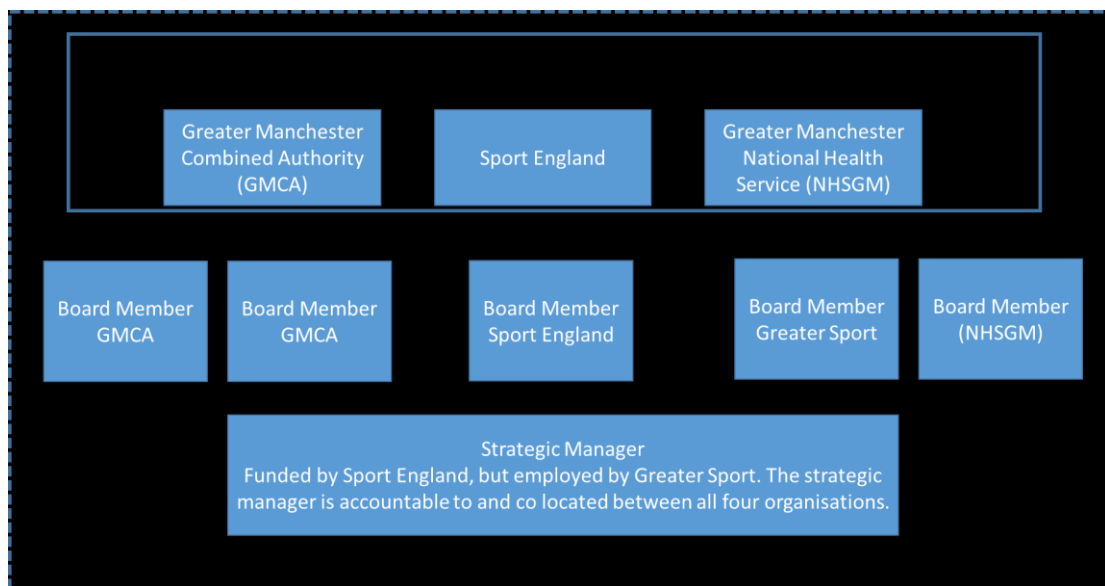 Greater Manchester
Combined Authority
(GMCA)
Sport England
Greater Manchester
National Health
Service (NHSGM)
Board Member
GMCA
Board Member
GMCA
Board Member
Sport England
Board Member
Greater Sport
Board Member
(NHSGM)
Strategic Manager
Funded by Sport England, but employed by Greater Sport. The strategic
manager is accountable to and co located between all four organisations.